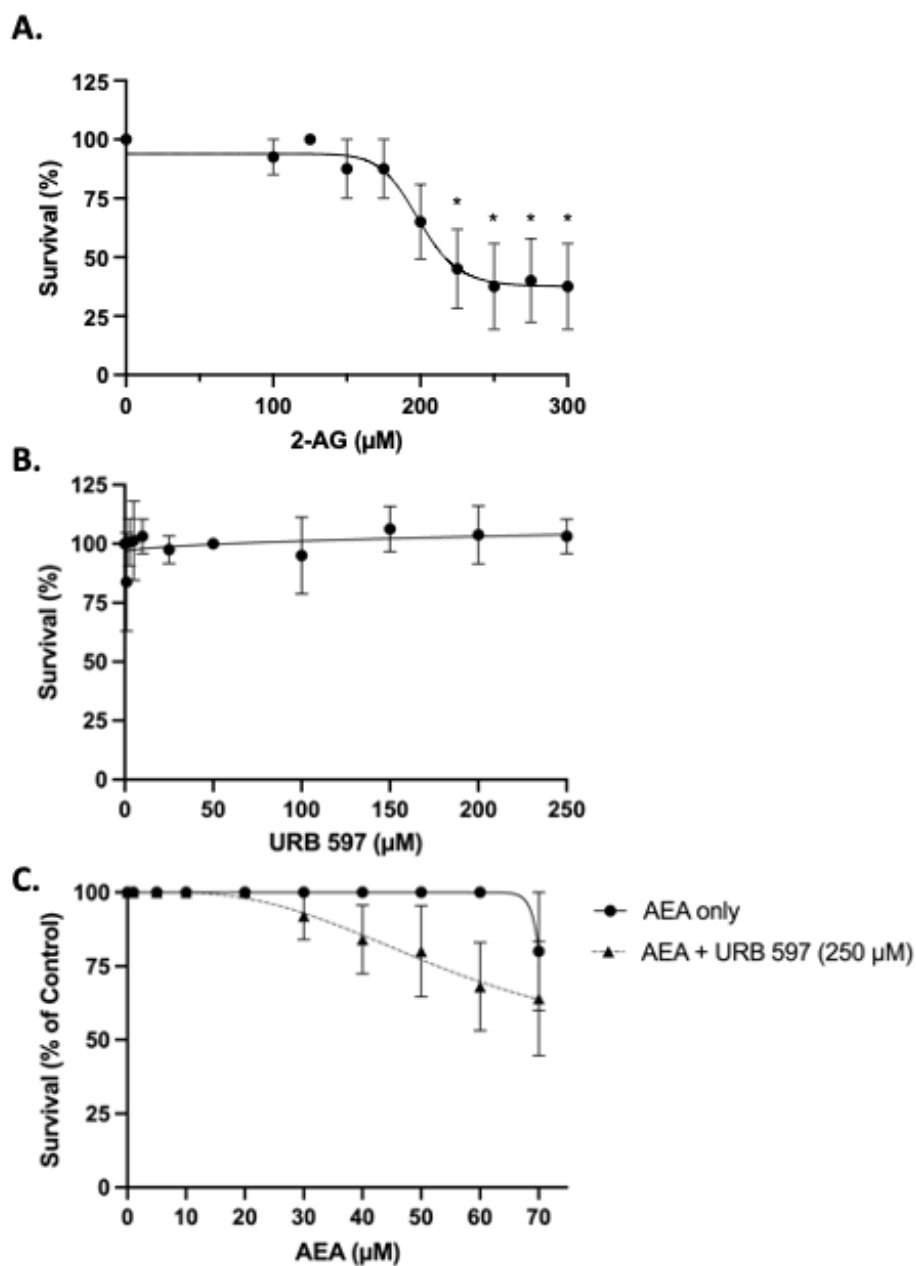 A.
125
100
75
50
25
0
Survival (%)
* * * *
0 100 200 300
2-AG (µM)
B.
125
100
75
50
25
0
Survival (%)
0 50 100 150 200 250
URB 597 (µM)
C.
100
75
50
25
0
Survival (% of Control)
0 10 20 30 40 50 60 70
AEA (µM)
AEA only
AEA + URB 597 (250 µM)